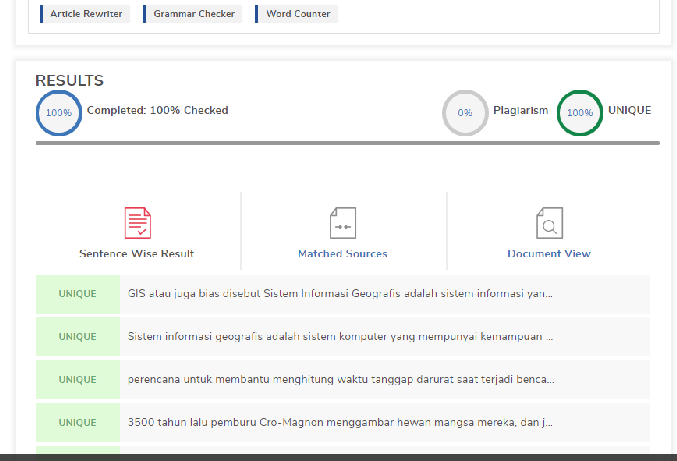 Article Rewriter Grammar Checker Word Counter
RESULTS
100% Completed: 100% Checked 0% Plagiarism 100% UNIQUE
Sentence Wise Result Matched Sources Document View
UNIQUE GIS atau juga bias disebut Sistem Informasi Geografis adalah sistem informasi yan...
UNIQUE Sistem informasi geografis adalah sistem komputer yang mempunyai kemampuan ...
UNIQUE perencana untuk membantu menghitung waktu tanggap darurat saat terjadi benca...
UNIQUE 3500 tahun lalu pemburu Cro-Magnon menggambar hewan mangsa mereka, dan j...